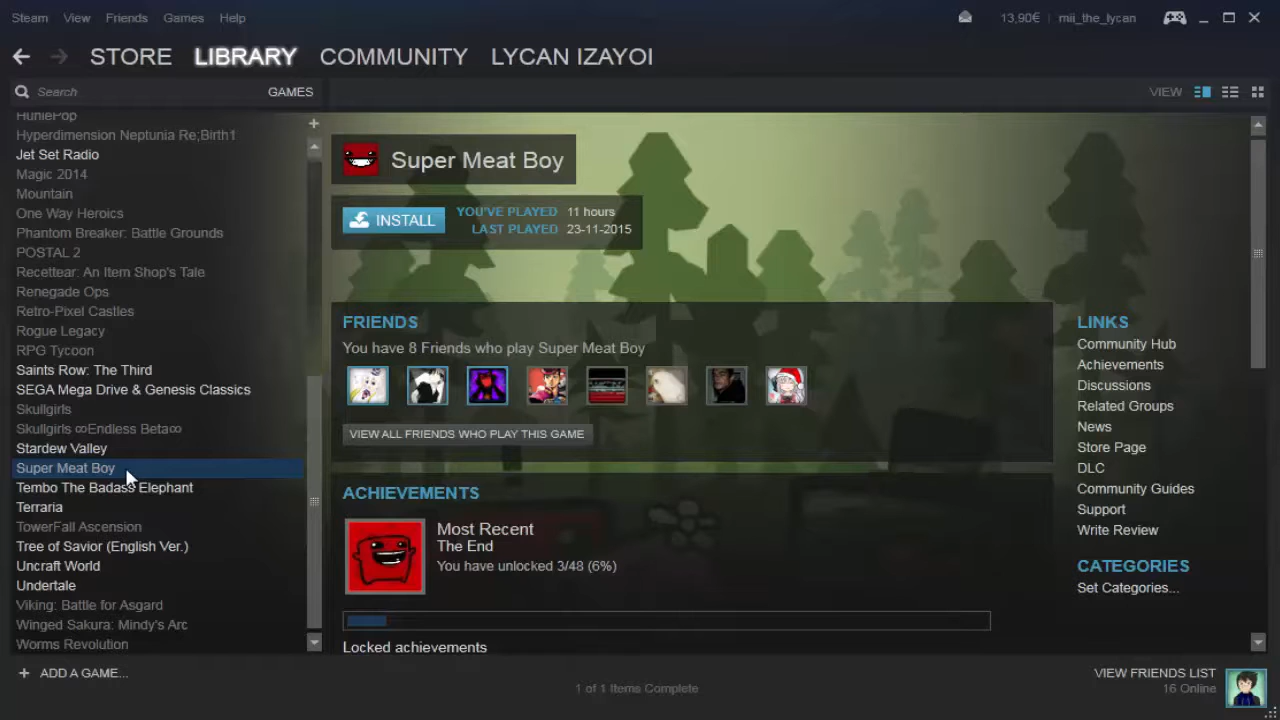 Steam View Friends Games Help
13,90€ mii_the_lycan
STORE LIBRARY COMMUNITY LYCAN IZAYOI
Search GAMES
VIEW
HuniePop
Hyperdimension Neptunia Re;Birth1
Jet Set Radio
Magic 2014
Mountain
One Way Heroics
Phantom Breaker: Battle Grounds
POSTAL 2
Recettear: An Item Shop's Tale
Renegade Ops
Retro-Pixel Castles
Rogue Legacy
RPG Tycoon
Saints Row: The Third
SEGA Mega Drive & Genesis Classics
Skullgirls
Skullgirls ∞Endless Beta∞
Stardew Valley
Super Meat Boy
Tembo The Badass Elephant
Terraria
TowerFall Ascension
Tree of Savior (English Ver.)
Uncraft World
Undertale
Viking: Battle for Asgard
Winged Sakura: Mindy's Arc
Worms Revolution
+ ADD A GAME...
Super Meat Boy
INSTALL
YOU'VE PLAYED 11 hours
LAST PLAYED 23-11-2015
FRIENDS
You have 8 Friends who play Super Meat Boy
VIEW ALL FRIENDS WHO PLAY THIS GAME
ACHIEVEMENTS
Most Recent
The End
You have unlocked 3/48 (6%)
Locked achievements
LINKS
Community Hub
Achievements
Discussions
Related Groups
News
Store Page
DLC
Community Guides
Support
Write Review
CATEGORIES
Set Categories...
1 of 1 Items Complete
VIEW FRIENDS LIST
16 Online